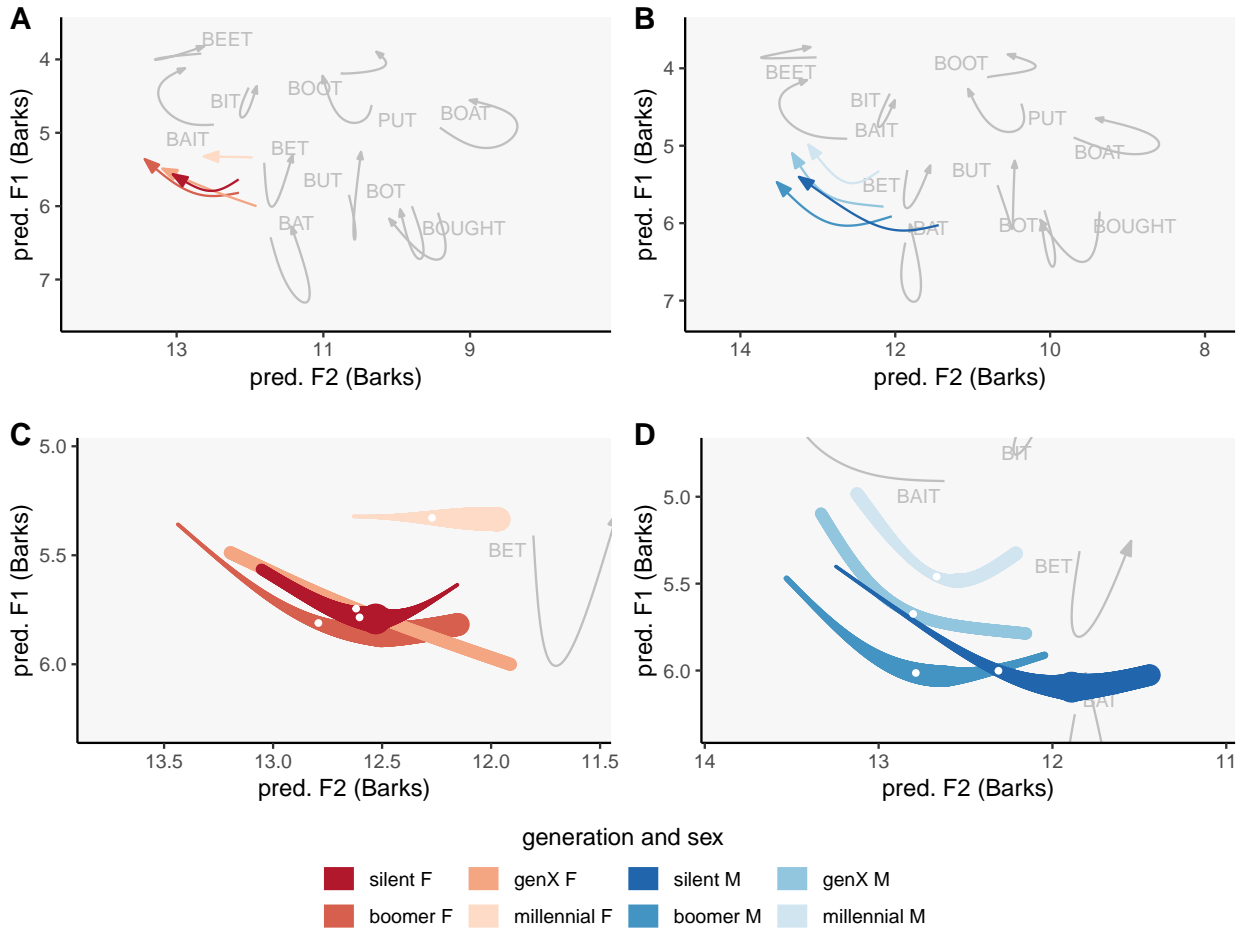 A
pred. F1 (Barks)
4
5
6
7
BEET
BIT
BOOT
BOAT
PUT
BAIT
BET
BUT
BOT
BAT
BOUGHT
13
11
9
pred. F2 (Barks)
B
pred. F1 (Barks)
4
5
6
7
BOOT
BEET
BIT
PUT
BAIT
BOAT
BUT
BET
BAT
BOT
BOUGHT
14
12
10
8
pred. F2 (Barks)
C
pred. F1 (Barks)
5.0
5.5
6.0
BET
13.5
13.0
12.5
12.0
11.5
pred. F2 (Barks)
D
pred. F1 (Barks)
5.0
5.5
6.0
BIT
BAIT
BET
BAT
14
13
12
11
pred. F2 (Barks)
generation and sex
silent F
genX F
silent M
genX M
boomer F
millennial F
boomer M
millennial M